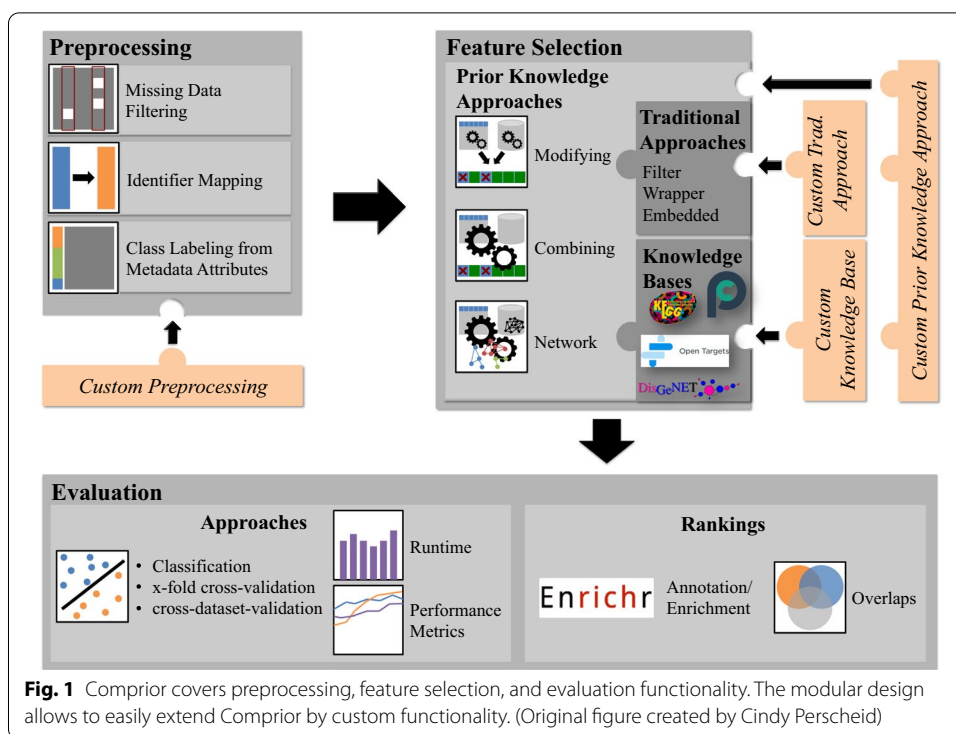 Preprocessing
Missing Data
Filtering
Identifier Mapping
Class Labeling from
Metadata Attributes
Custom Preprocessing
Feature Selection
Prior Knowledge
Approaches
Modifying
Combining
Network
Traditional
Approaches
Filter
Wrapper
Embedded
Knowledge
Bases
KEGG
Open Targets
DisGeNET
Custom Trad.
Approach
Custom
Knowledge Base
Custom Prior Knowledge Approach
Evaluation
Approaches
• Classification
• x-fold cross-validation
• cross-dataset-validation
Runtime
Performance
Metrics
Rankings
Enrichr
Annotation/
Enrichment
Overlaps
Fig. 1 Comprior covers preprocessing, feature selection, and evaluation functionality. The modular design
allows to easily extend Comprior by custom functionality. (Original figure created by Cindy Perscheid)